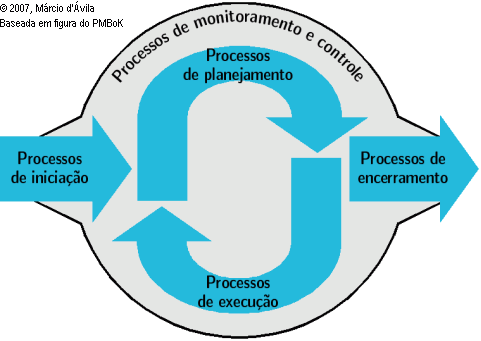 © 2007, Márcio d'Ávila
Baseada em figura do PMBoK
Processos de monitoramento e controle
Processos
de planejamento
Processos
de iniciação
Processos de
encerramento
Processos
de execução